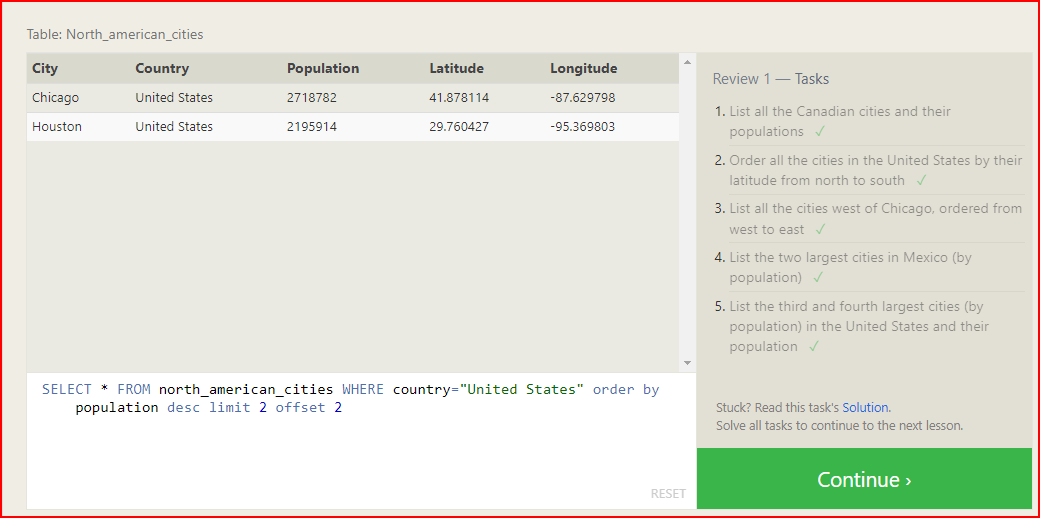 Table: North_american_cities
City Country Population Latitude Longitude
Chicago United States 2718782 41.878114 -87.629798
Houston United States 2195914 29.760427 -95.369803
SELECT * FROM north_american_cities WHERE country="United States" order by
population desc limit 2 offset 2
RESET
Review 1 — Tasks
1. List all the Canadian cities and their
populations ✓
2. Order all the cities in the United States by their
latitude from north to south ✓
3. List all the cities west of Chicago, ordered from
west to east ✓
4. List the two largest cities in Mexico (by
population) ✓
5. List the third and fourth largest cities (by
population) in the United States and their
population ✓
Stuck? Read this task's Solution.
Solve all tasks to continue to the next lesson.
Continue ›